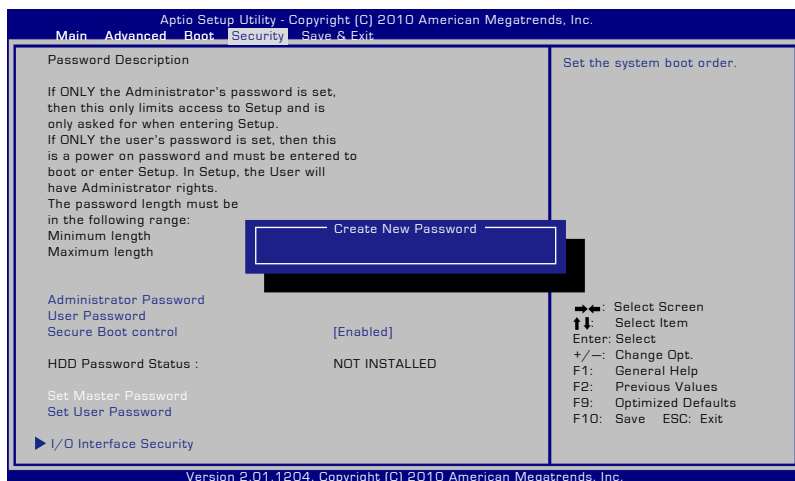 Aptio Setup Utility - Copyright (C) 2010 American Megatrends, Inc.
Main Advanced Boot Security Save & Exit
Password Description
If ONLY the Administrator's password is set,
then this only limits access to Setup and is
only asked for when entering Setup.
If ONLY the user's password is set, then this
is a power on password and must be entered to
boot or enter Setup. In Setup, the User will
have Administrator rights.
The password length must be
in the following range:
Minimum length
Maximum length
Create New Password
Administrator Password
User Password
Secure Boot control [Enabled]
HDD Password Status : NOT INSTALLED
Set Master Password
Set User Password
I/O Interface Security
Set the system boot order.
→←: Select Screen
↑↓: Select Item
Enter: Select
+/—: Change Opt.
F1: General Help
F2: Previous Values
F9: Optimized Defaults
F10: Save ESC: Exit
Version 2.01.1204. Copyright (C) 2010 American Megatrends, Inc.